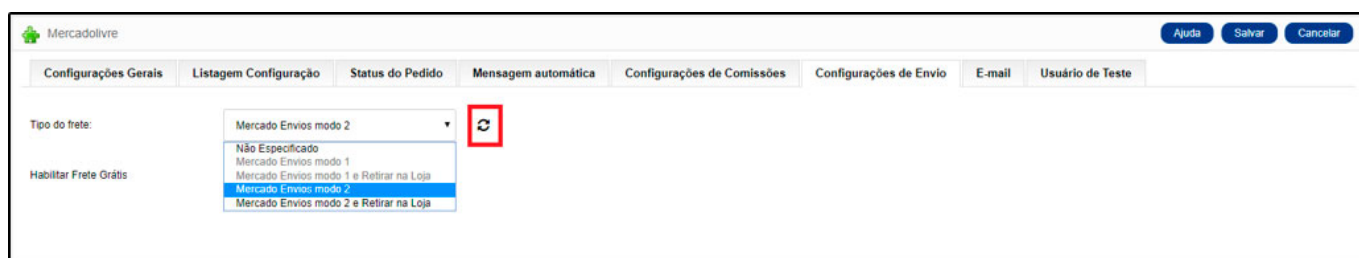 Mercadolivre
Ajuda Salvar Cancelar
Configurações Gerais Listagem Configuração Status do Pedido Mensagem automática Configurações de Comissões Configurações de Envio E-mail Usuário de Teste
Tipo do frete: Mercado Envios modo 2
Não Especificado
Mercado Envios modo 1
Habilitar Frete Grátis Mercado Envios modo 1 e Retirar na Loja
Mercado Envios modo 2
Mercado Envios modo 2 e Retirar na Loja